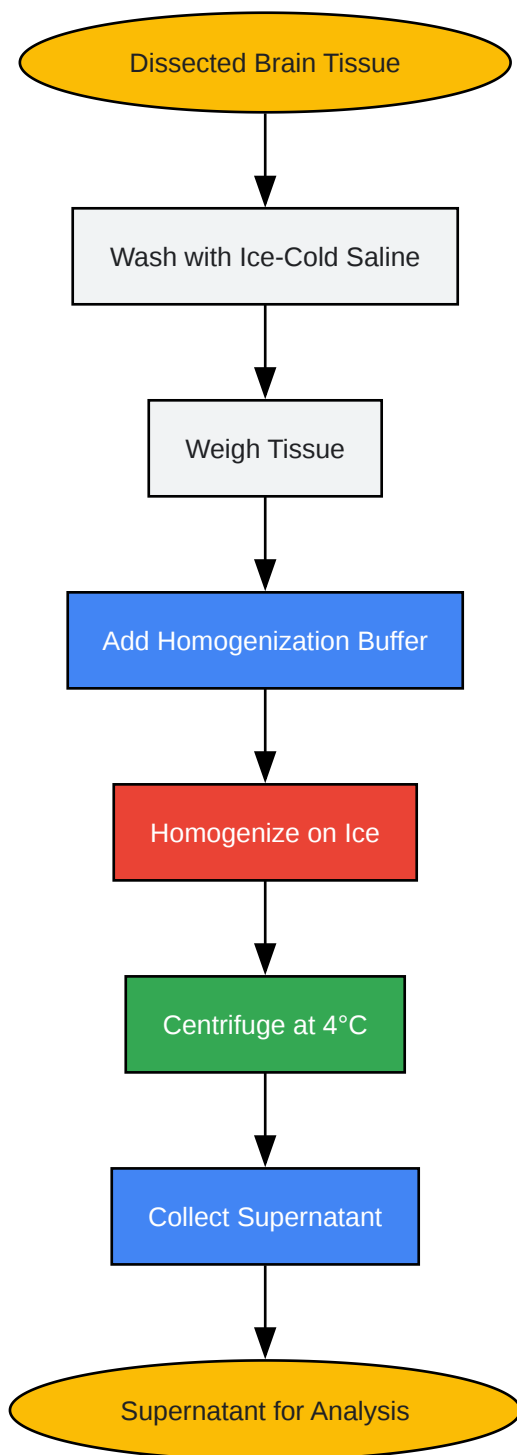 Dissected Brain Tissue
Wash with Ice-Cold Saline
Weigh Tissue
Add Homogenization Buffer
Homogenize on Ice
Centrifuge at 4°C
Collect Supernatant
Supernatant for Analysis